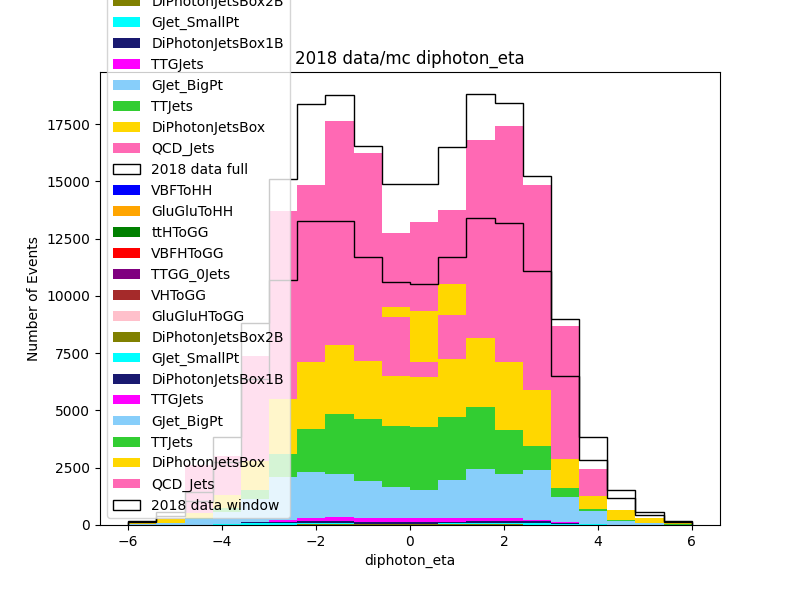 DiPhotonJetsBox2B
GJet_SmallPt
DiPhotonJetsBox1B
2018 data/mc diphoton_eta
TTGJets
GJet_BigPt
TTJets
DiPhotonJetsBox
QCD_Jets
2018 data full
VBFToHH
GluGluToHH
ttHToGG
VBFHToGG
TTGG_0Jets
VHToGG
GluGluHToGG
DiPhotonJetsBox2B
GJet_SmallPt
DiPhotonJetsBox1B
TTGJets
GJet_BigPt
TTJets
DiPhotonJetsBox
QCD_Jets
2018 data window
Number of Events
17500
15000
12500
10000
7500
5000
2500
0
−6 −4 −2 0 2 4 6
diphoton_eta